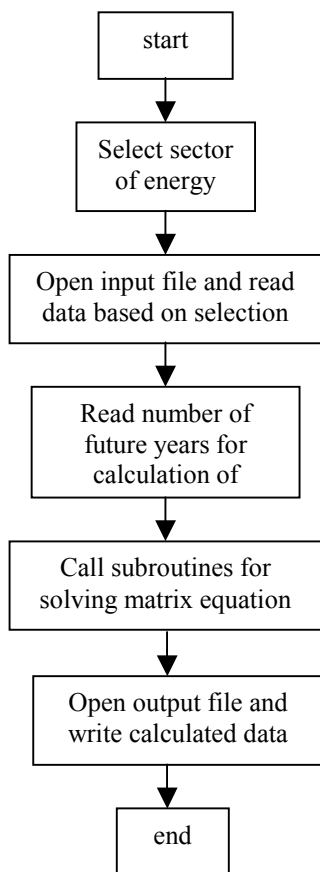 start
Select sector
of energy
Open input file and read
data based on selection
Read number of
future years for
calculation of
Call subroutines for
solving matrix equation
Open output file and
write calculated data
end